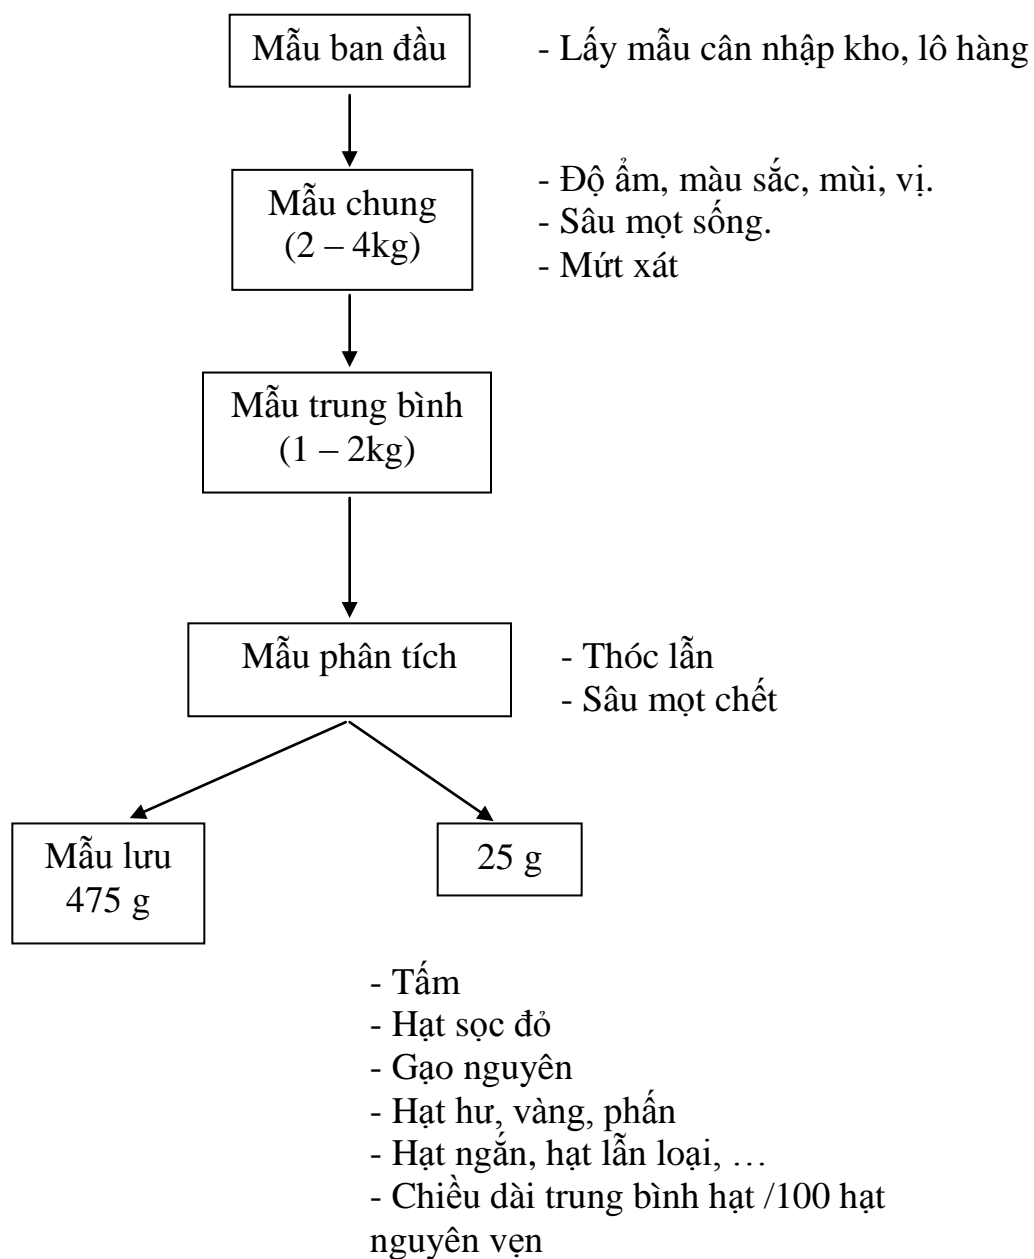 Mẫu ban đầu
- Lấy mẫu cân nhập kho, lô hàng
Mẫu chung
(2 – 4kg)
- Độ ẩm, màu sắc, mùi, vị.
- Sâu mọt sống.
- Mứt xát
Mẫu trung bình
(1 – 2kg)
Mẫu phân tích
- Thóc lẫn
- Sâu mọt chết
Mẫu lưu
475 g
25 g
- Tấm
- Hạt sọc đỏ
- Gạo nguyên
- Hạt hư, vàng, phấn
- Hạt ngắn, hạt lẫn loại, …
- Chiều dài trung bình hạt /100 hạt
nguyên vẹn